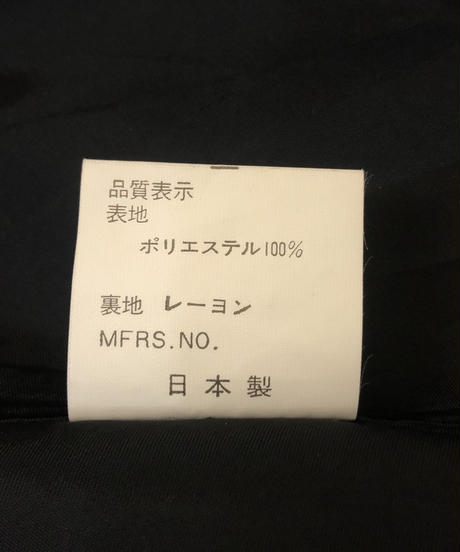 品質表示
表地
ポリエステル100%
裏地 レーヨン
MFRS.NO.
日本製